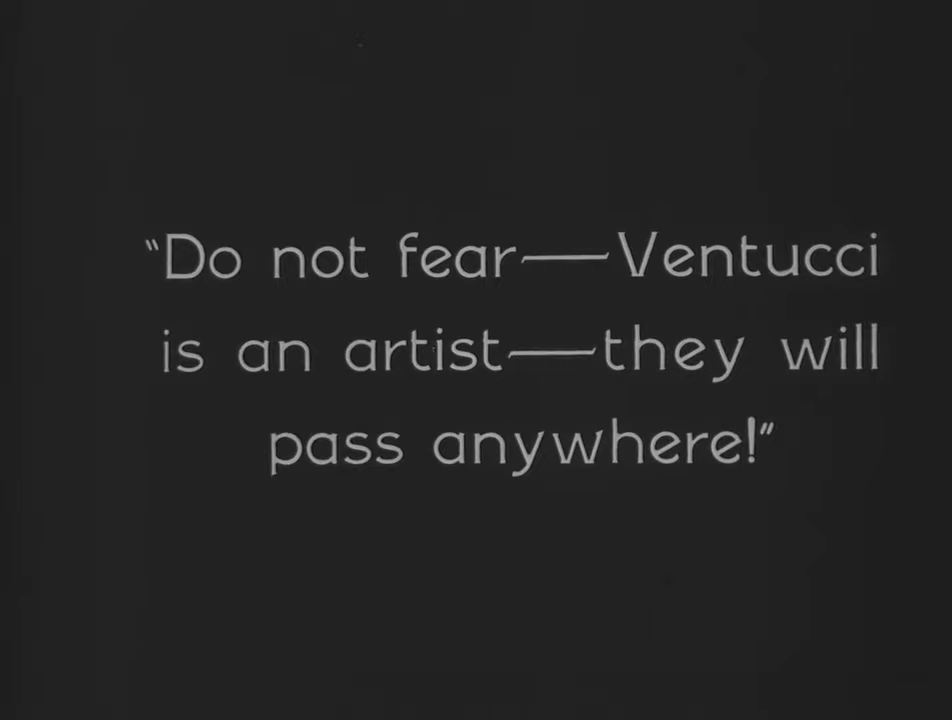 "Do not fear—Ventucci
is an artist—they will
pass anywhere!"